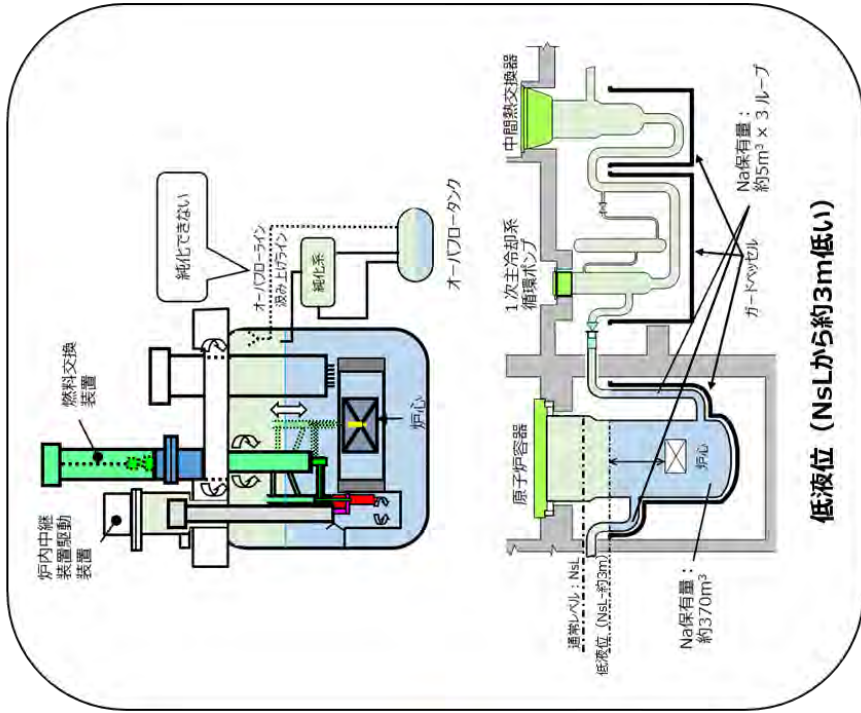 炉内中継
装置駆動
装置
燃料交換
装置
純化できない
オーバフローライン
汲み上げライン
純化系
オーバフロータンク
炉心
原子炉容器
1次主冷却系
循環ポンプ
中間熱交換器
通常レベル：NsL
低液位（NsL-約3m）
炉心
Na保有量：
約370m³
ガードベッセル
Na保有量：
約5m³ × 3 ループ
低液位（NsLから約3m低い）